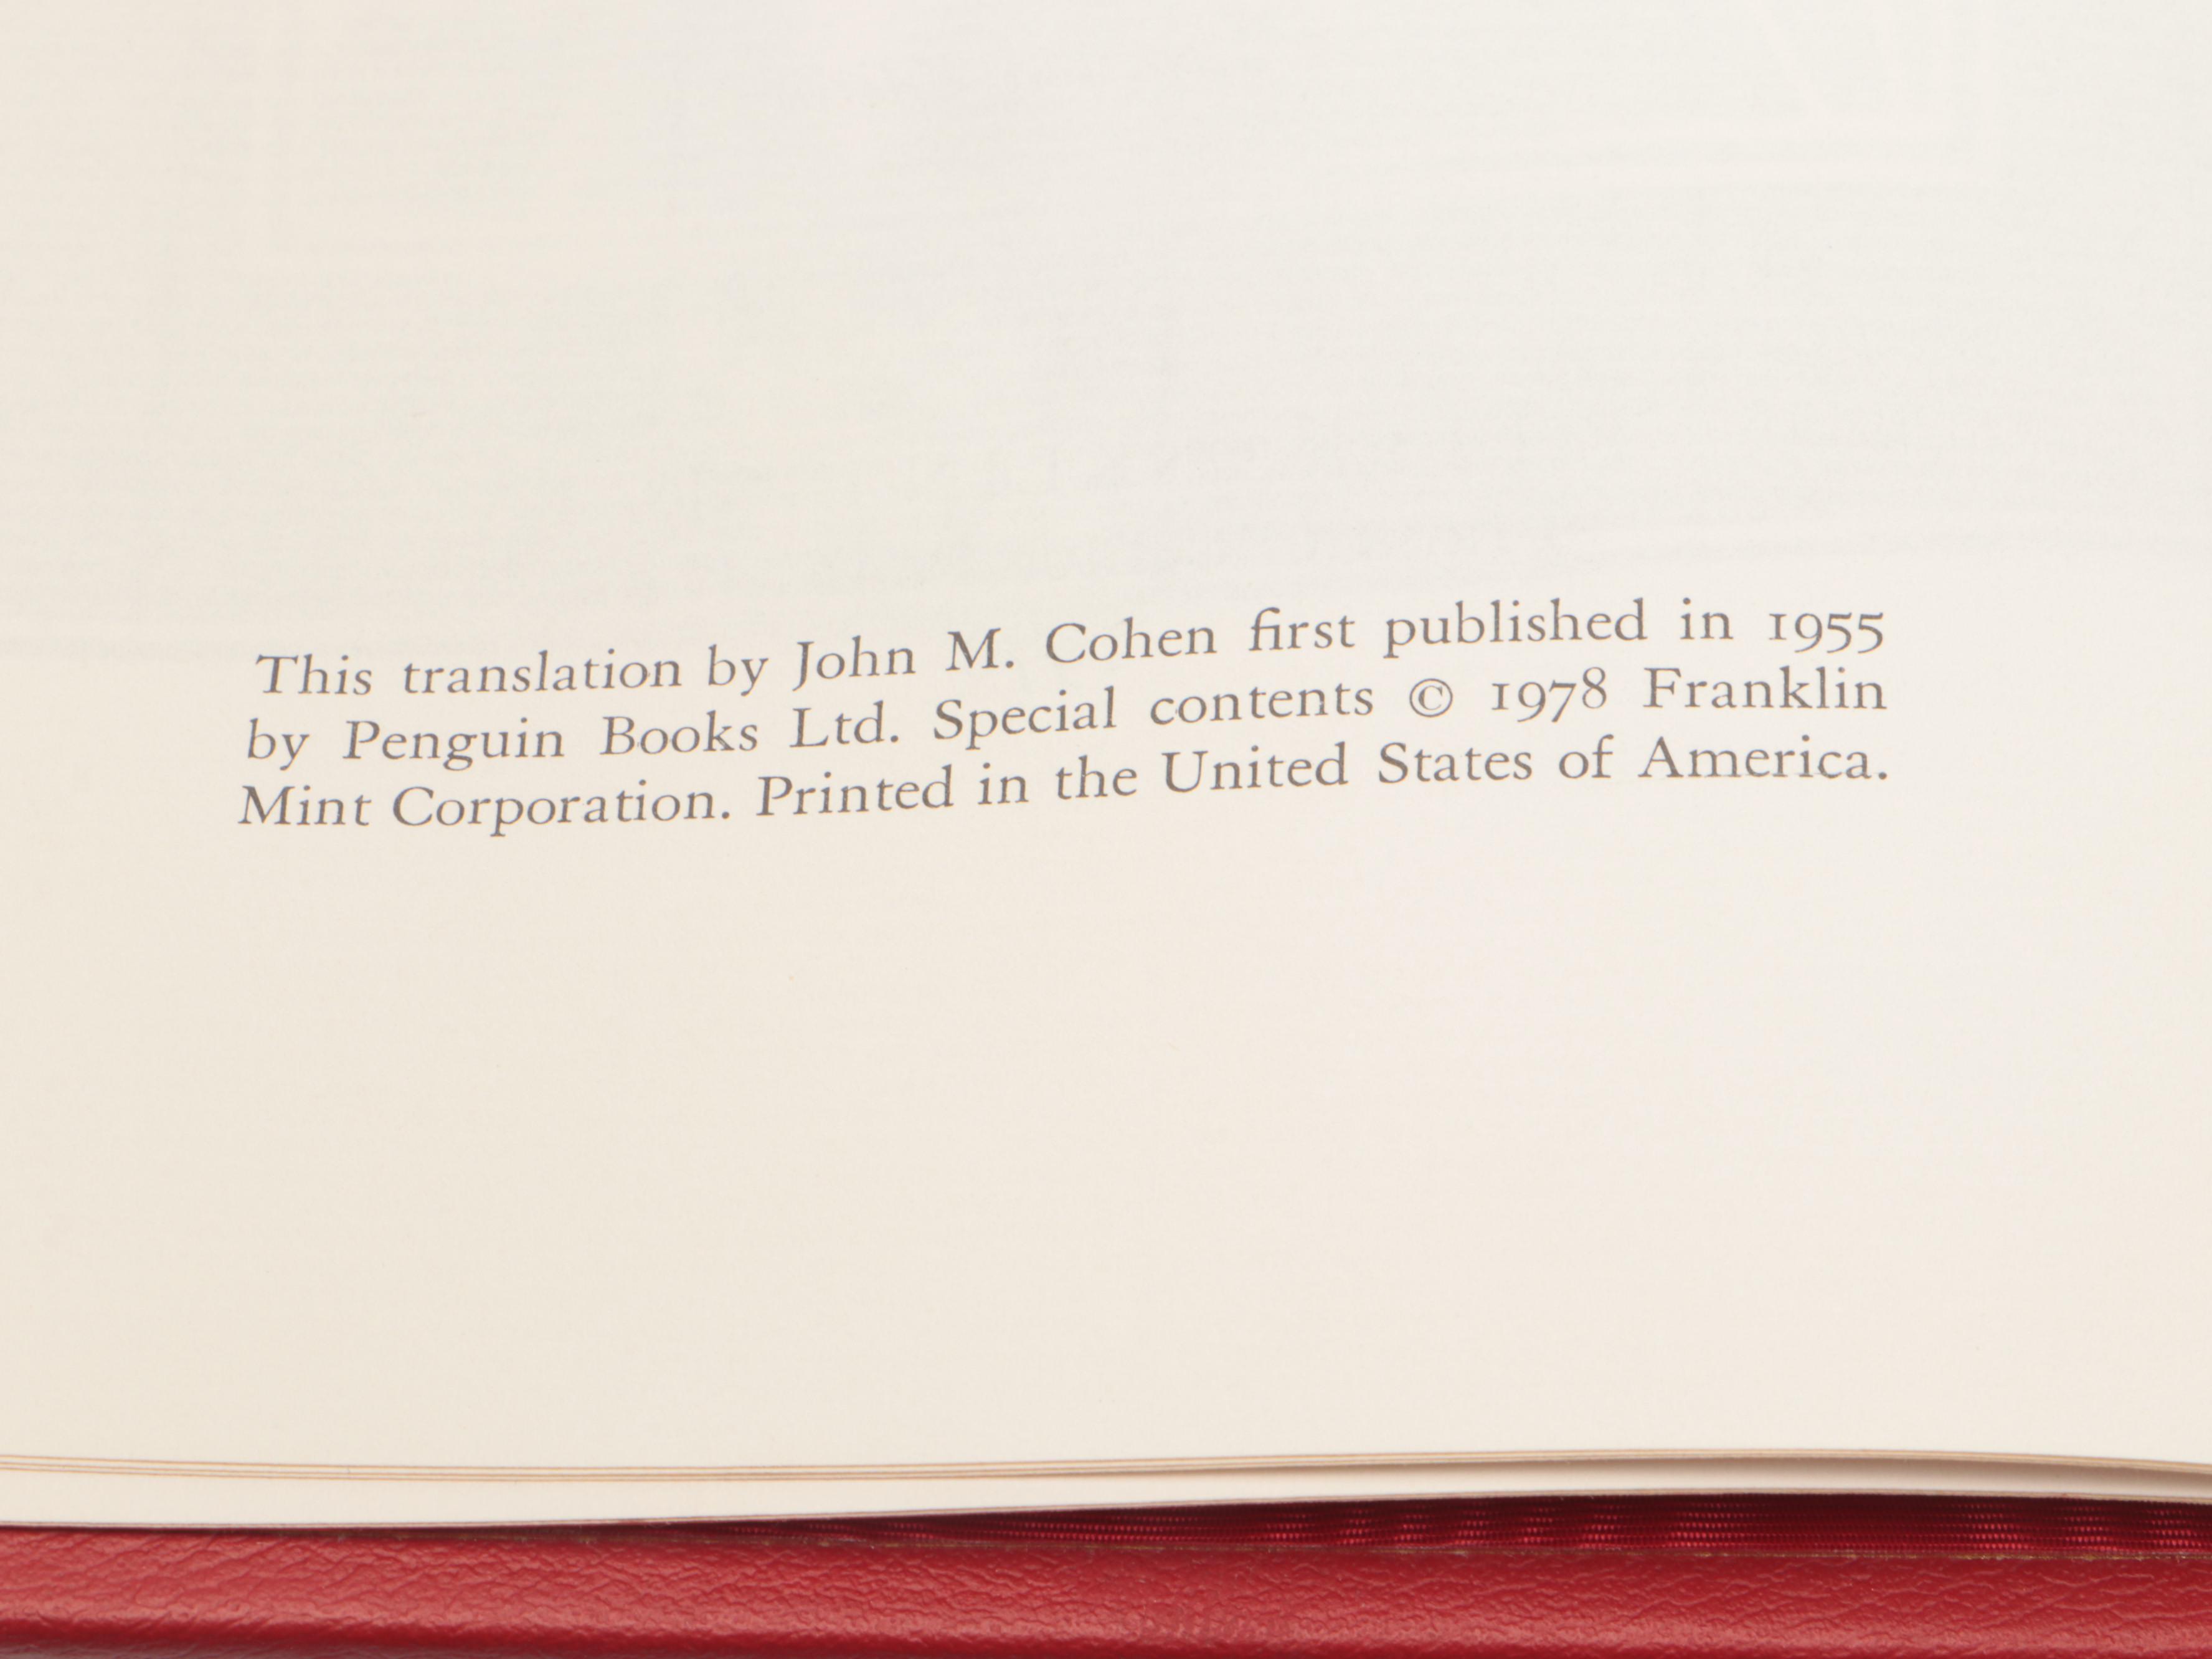 This translation by John M. Cohen first published in 1955
by Penguin Books Ltd. Special contents © 1978 Franklin
Mint Corporation. Printed in the United States of America.